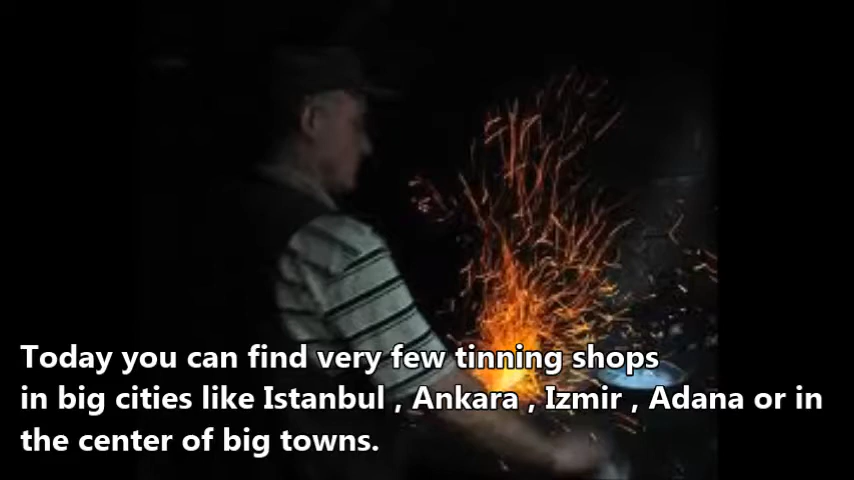 Today you can find very few tinning shops
in big cities like Istanbul , Ankara , Izmir , Adana or in
the center of big towns.